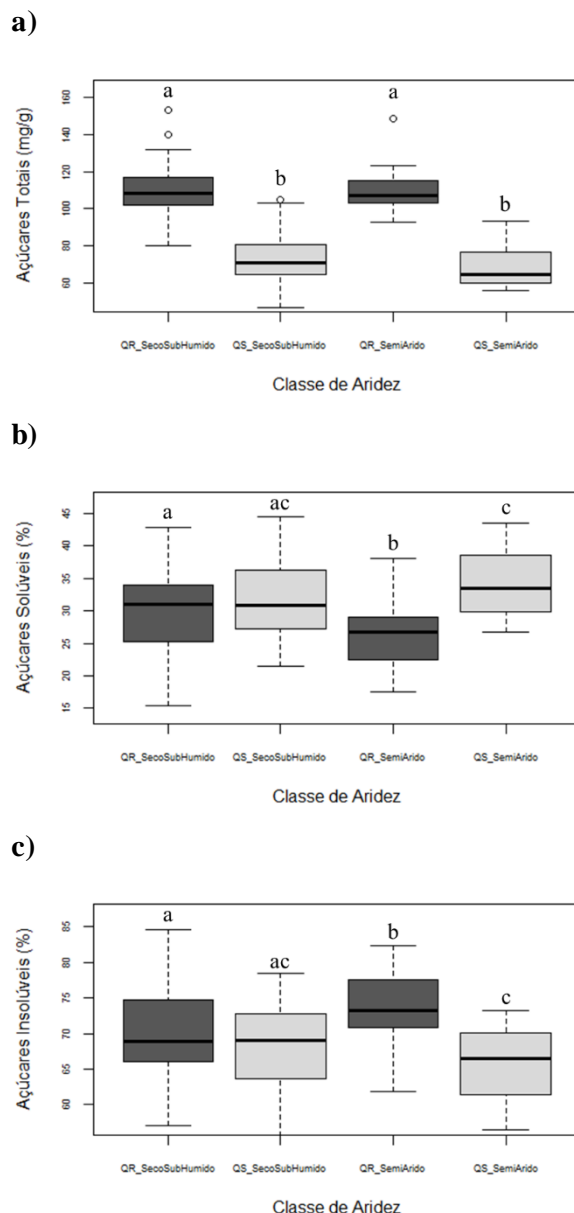 a)
Açúcares Totais (mg/g)
160
140
120
100
80
60
a
b
a
b
QR_SecoSubHumido
QS_SecoSubHumido
QR_SemiArido
QS_SemiArido
Classe de Aridez
b)
Açúcares Solúveis (%)
45
40
35
30
25
20
15
a
ac
b
c
QR_SecoSubHumido
QS_SecoSubHumido
QR_SemiArido
QS_SemiArido
Classe de Aridez
c)
Açúcares Insolúveis (%)
85
80
75
70
65
60
a
ac
b
c
QR_SecoSubHumido
QS_SecoSubHumido
QR_SemiArido
QS_SemiArido
Classe de Aridez